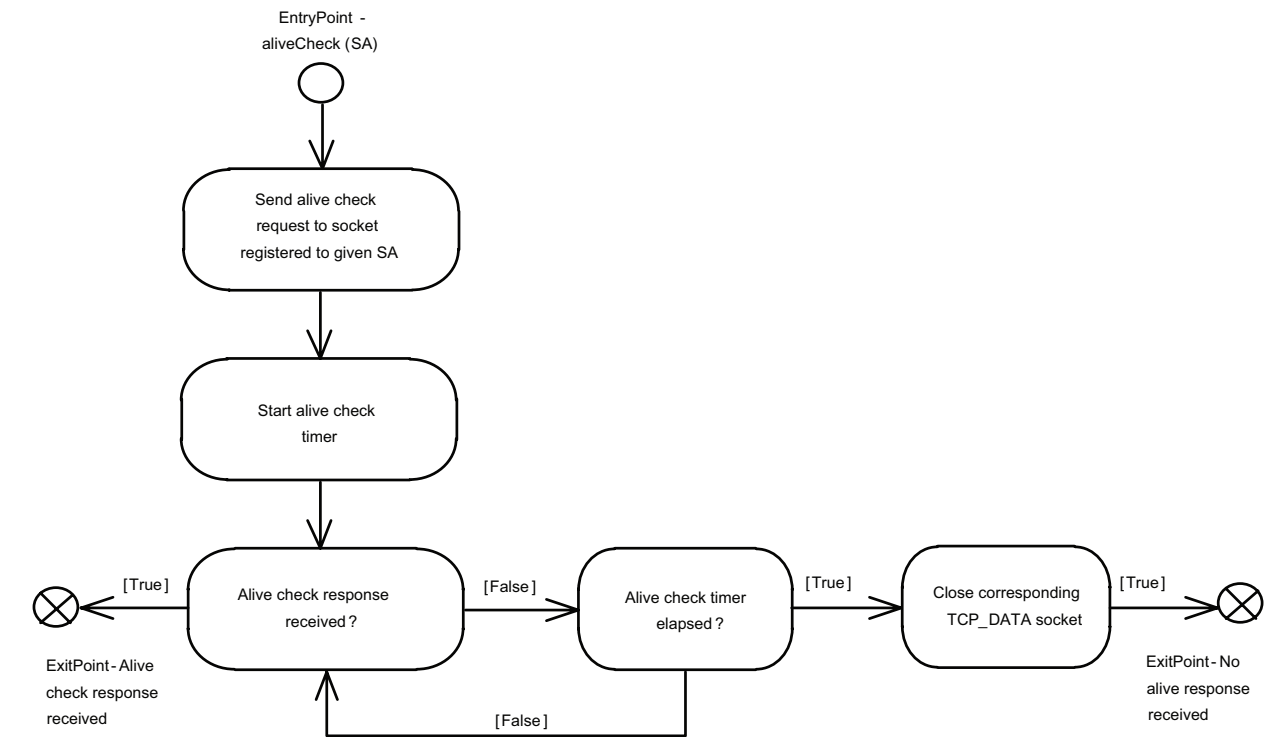 EntryPoint -
aliveCheck (SA)
Send alive check
request to socket
registered to given SA
Start alive check
timer
[True]
Alive check response
received ?
[False]
Alive check timer
elapsed ?
[True]
Close corresponding
TCP_DATA socket
[True]
ExitPoint - Alive
check response
received
[False]
ExitPoint - No
alive response
received